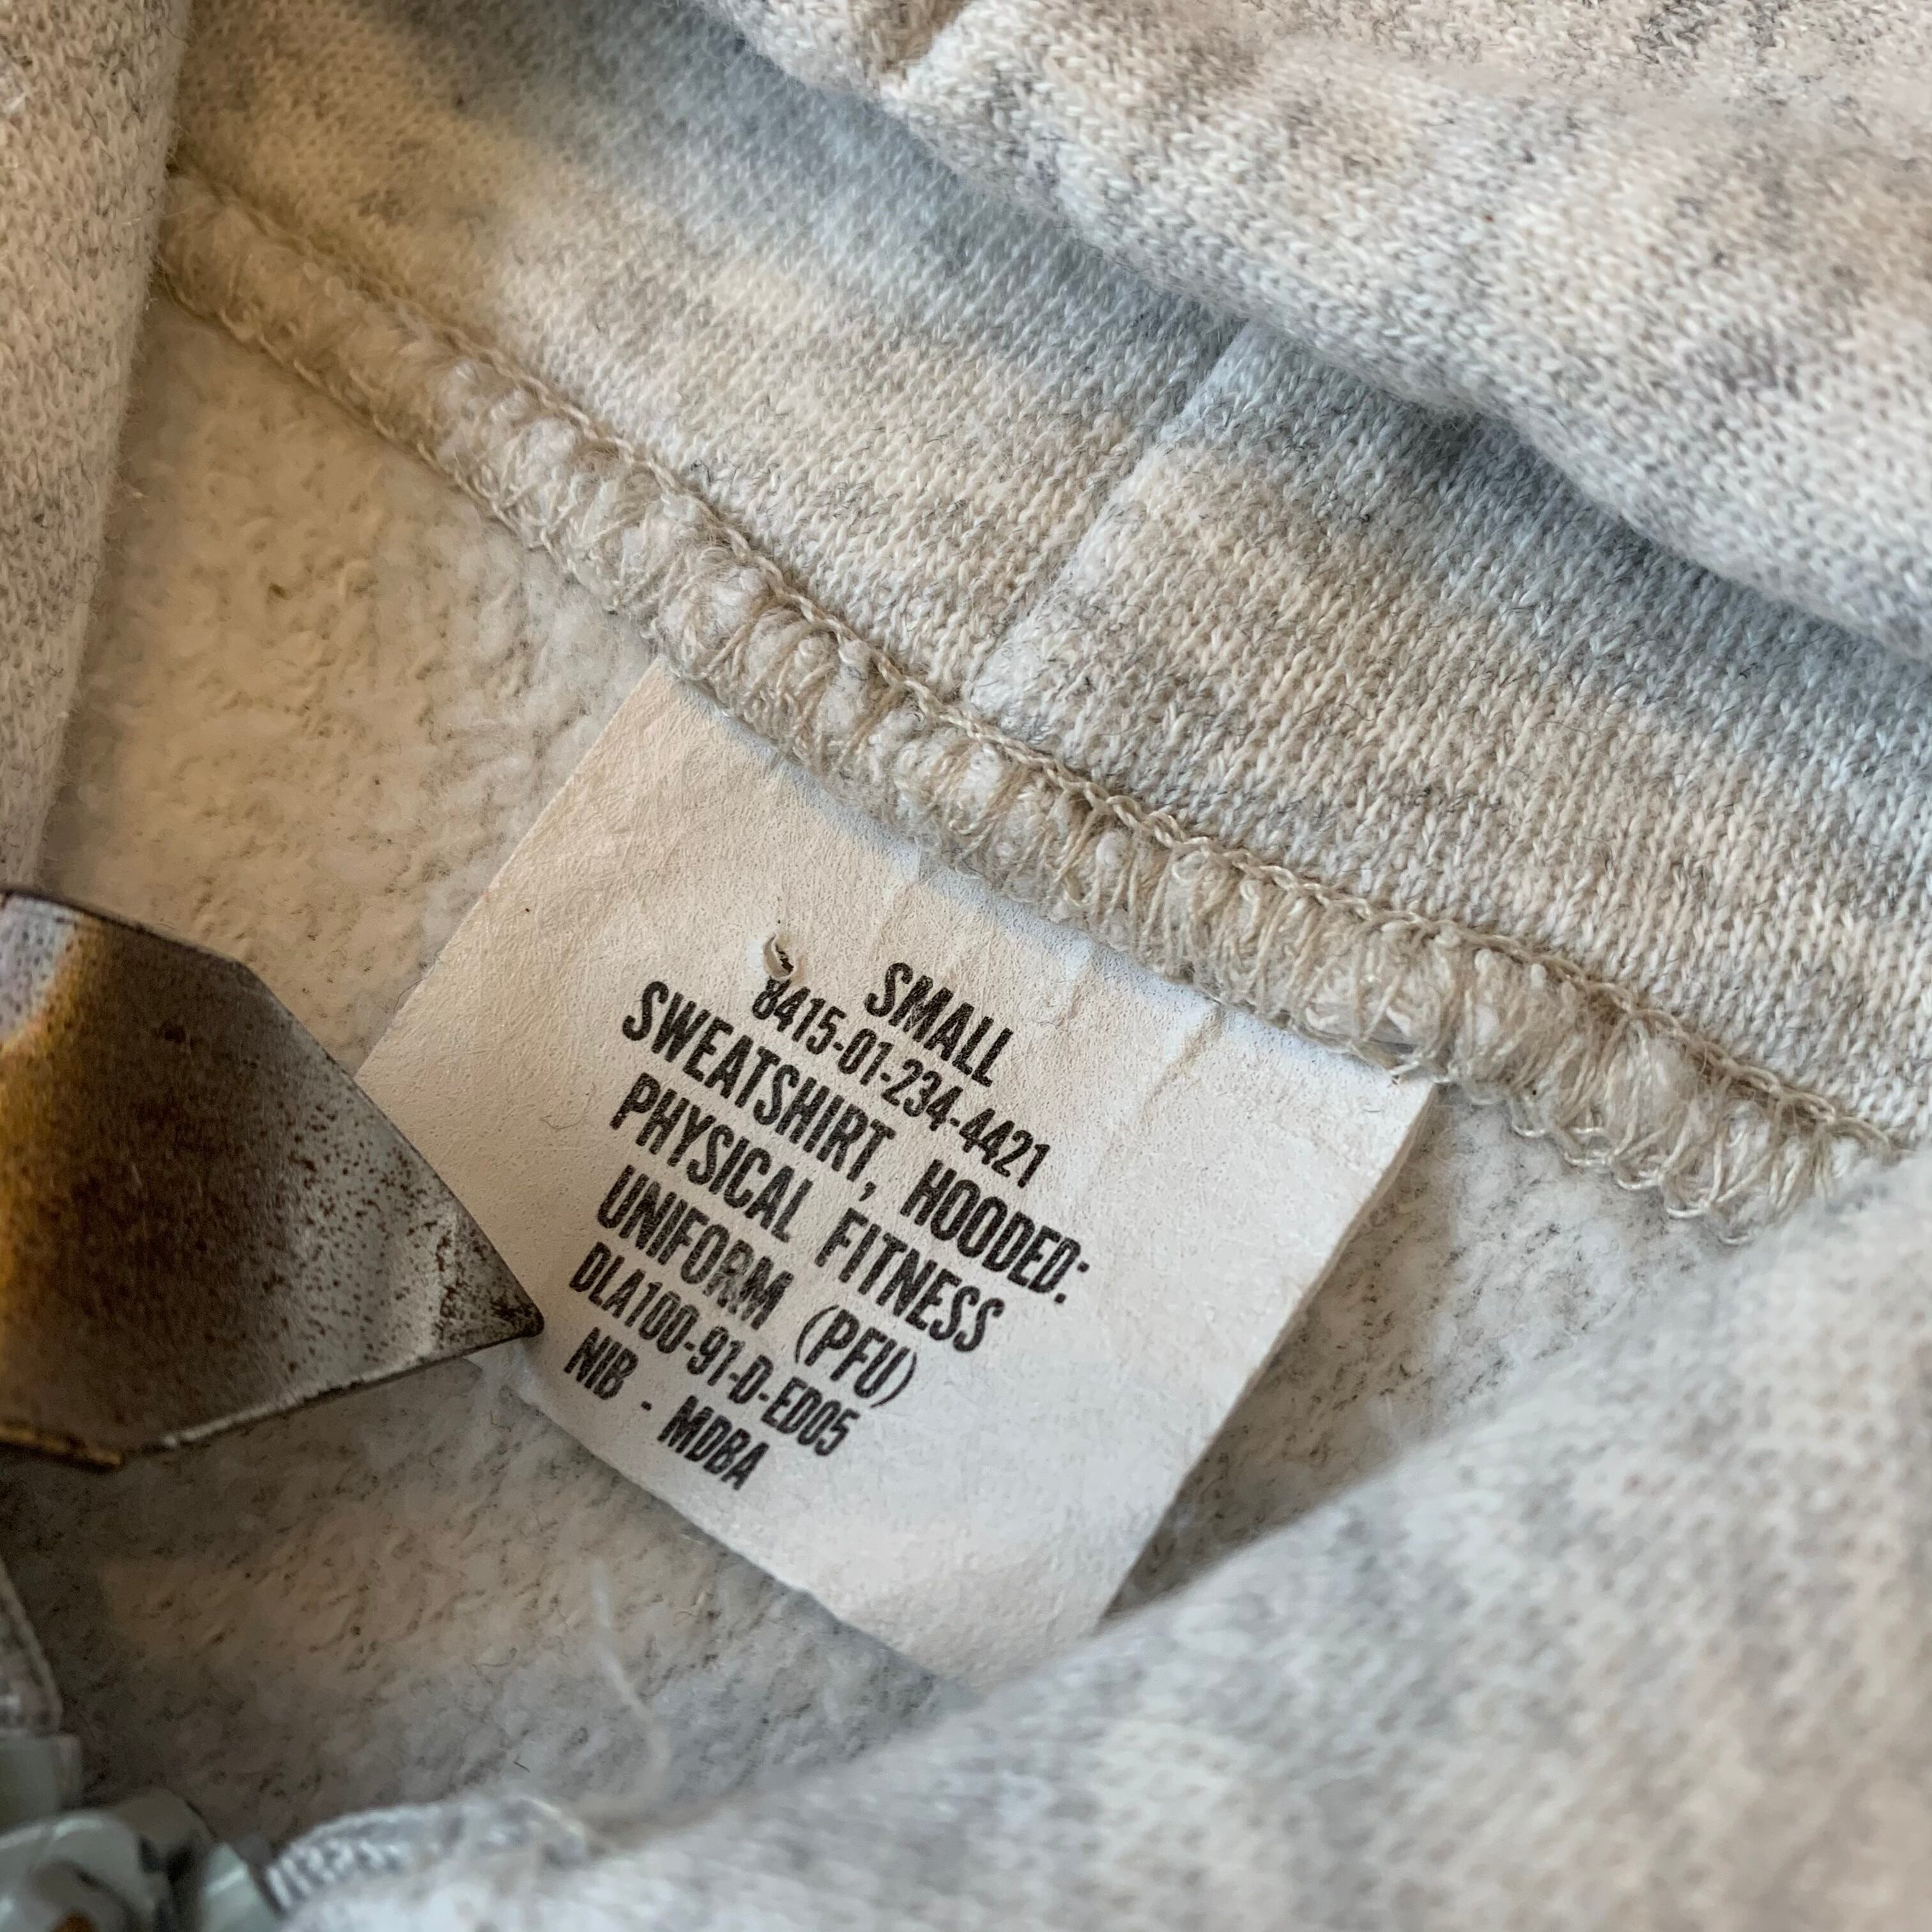 SMALL
8415-01-234-4421
SWEATSHIRT, HOODED:
PHYSICAL FITNESS
UNIFORM (PFU)
DLA100-91-D-ED05
NIB - MDBA